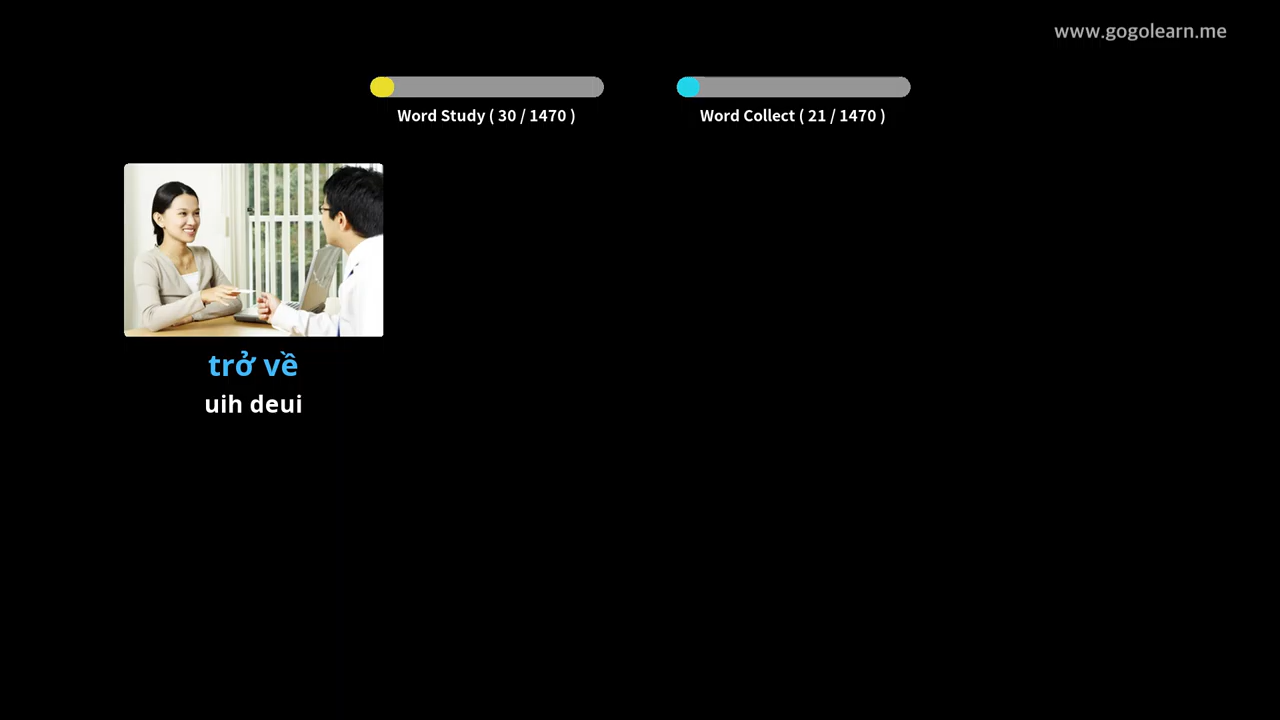 www.gogolearn.me
Word Study ( 30 / 1470 )
Word Collect ( 21 / 1470 )
trở về
uih deui